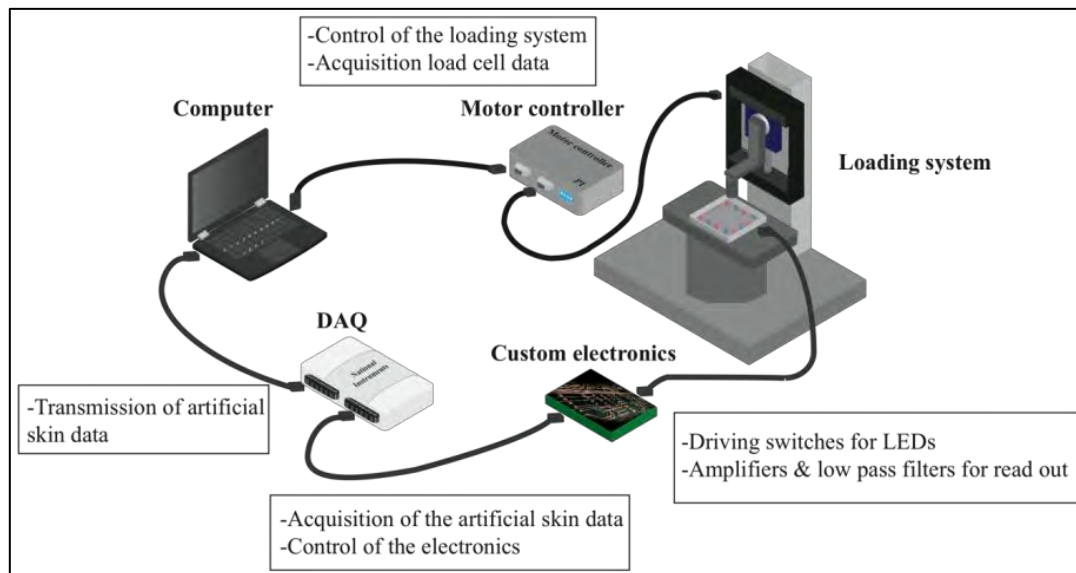 -Control of the loading system
-Acquisition load cell data
Computer
Motor controller
Motor controller
PI
Loading system
DAQ
National
Instruments
Custom electronics
-Transmission of artificial
skin data
-Driving switches for LEDs
-Amplifiers & low pass filters for read out
-Acquisition of the artificial skin data
-Control of the electronics